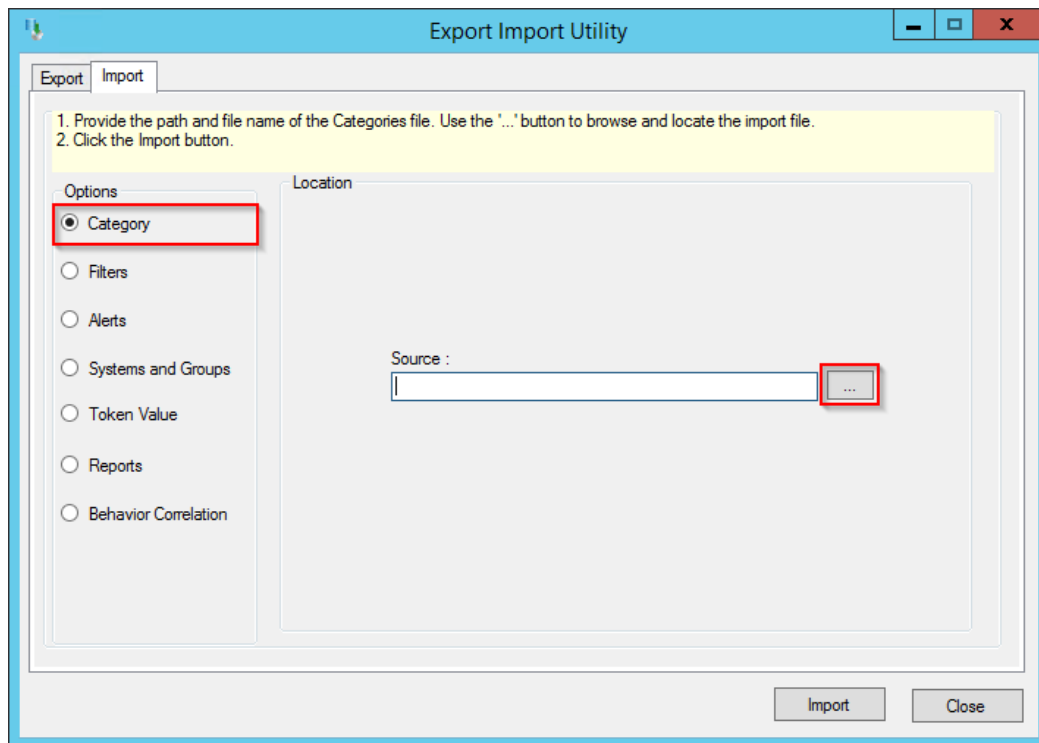 Export Import Utility
Export
Import
1. Provide the path and file name of the Categories file. Use the '...' button to browse and locate the import file.
2. Click the Import button.
Options
Location
Category
Filters
Alerts
Systems and Groups
Token Value
Reports
Behavior Correlation
Source :
...
Import
Close